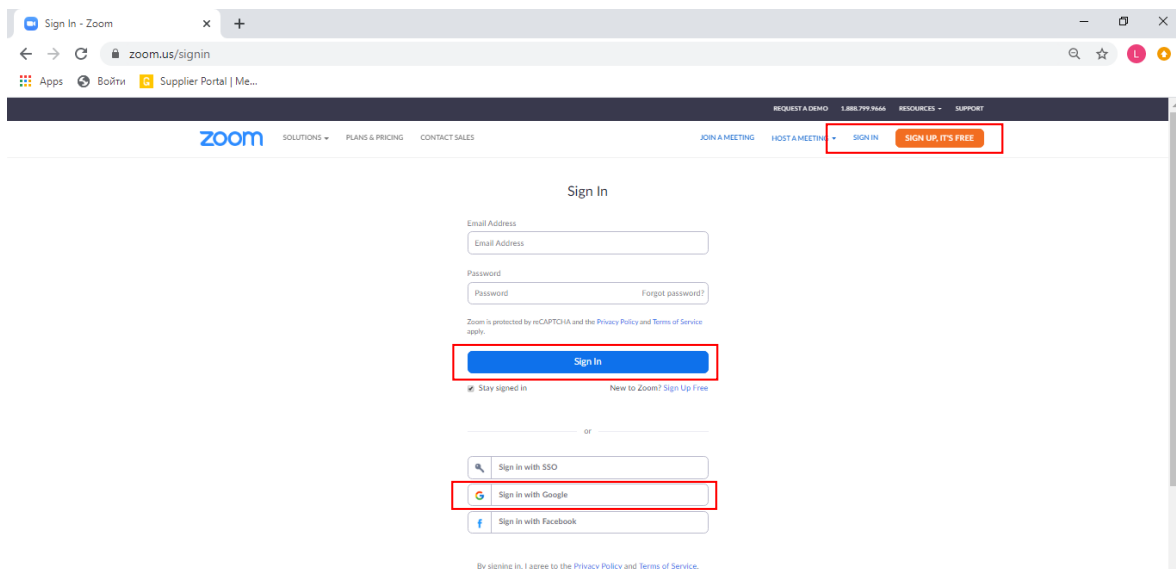 Sign In - Zoom
zoom.us/signin
L
Apps Войти G Supplier Portal | Me...
REQUEST A DEMO 1.888.799.9666 RESOURCES SUPPORT
zoom SOLUTIONS PLANS & PRICING CONTACT SALES JOIN A MEETING HOST A MEETING SIGN IN SIGN UP, IT'S FREE
Sign In
Email Address
Email Address
Password
Password Forgot password?
Zoom is protected by reCAPTCHA and the Privacy Policy and Terms of Service
apply.
Sign In
Stay signed in New to Zoom? Sign Up Free
or
Sign in with SSO
G Sign in with Google
f Sign in with Facebook
By signing in, I agree to the Privacy Policy and Terms of Service.